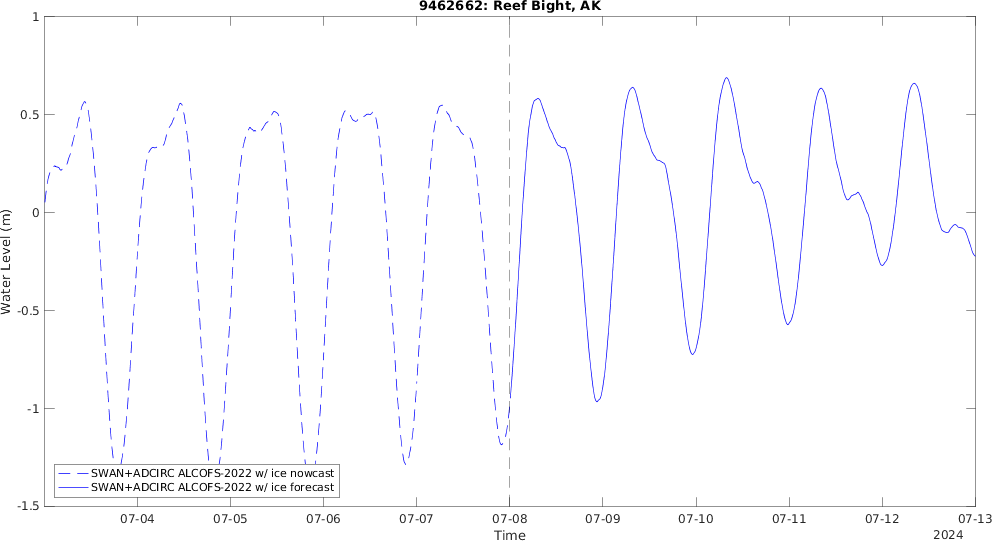 9462662: Reef Bight, AK
1
0.5
0
-0.5
-1
-1.5
Water Level (m)
SWAN+ADCIRC ALCOFS-2022 w/ ice nowcast
SWAN+ADCIRC ALCOFS-2022 w/ ice forecast
07-04 07-05 07-06 07-07 07-08 07-09 07-10 07-11 07-12 07-13
Time
2024